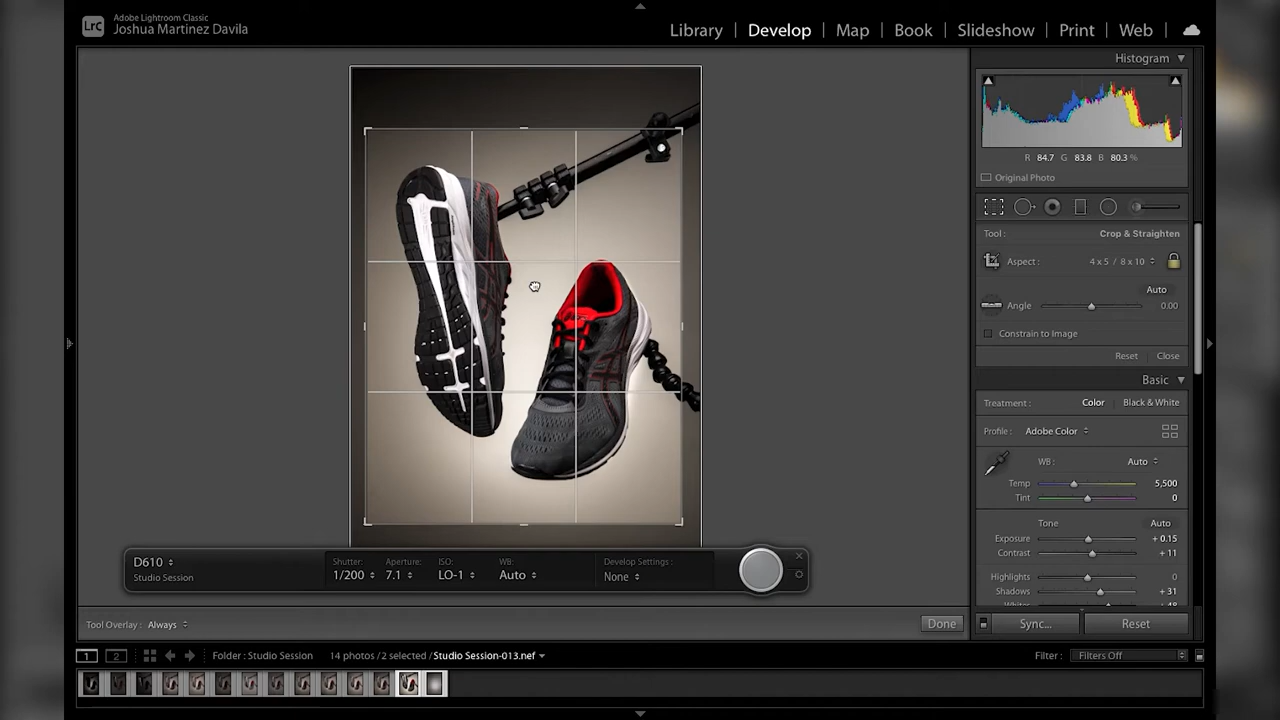 Lrc
Adobe Lightroom Classic
Joshua Martinez Davila
Library | Develop | Map | Book | Slideshow | Print | Web
Histogram
R 84.7 G 83.8 B 80.3 %
Original Photo
Tool : Crop & Straighten
Aspect : 4 x 5 / 8 x 10
Auto
Angle 0.00
Constrain to Image
Reset Close
Basic
Treatment : Color Black & White
Profile : Adobe Color
WB : Auto
Temp 5,500
Tint 0
Tone Auto
Exposure + 0.15
Contrast + 11
Highlights 0
Shadows + 31
Whites + 48
Sync... Reset
D610
Studio Session
Shutter : 1/200
Aperture : 7.1
ISO : LO-1
WB : Auto
Develop Settings : None
Tool Overlay : Always
Done
1 2 Folder : Studio Session 14 photos / 2 selected / Studio Session-013.nef
Filter : Filters Off